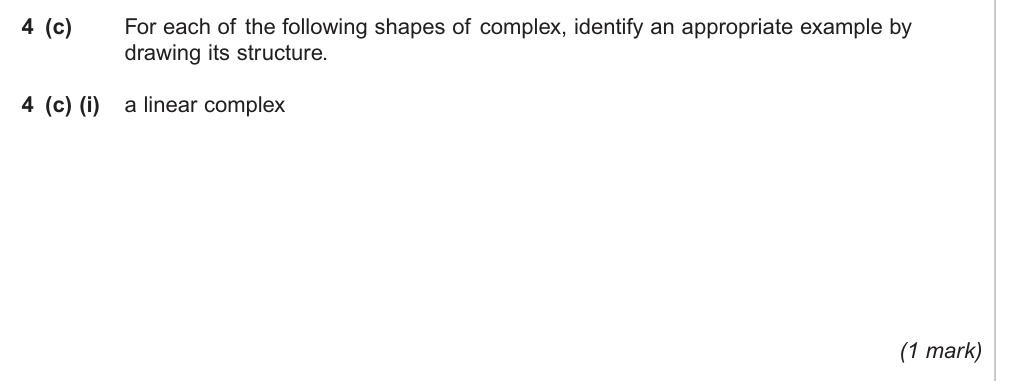 4 (c) For each of the following shapes of complex, identify an appropriate example by
drawing its structure.
4 (c) (i) a linear complex
(1 mark)